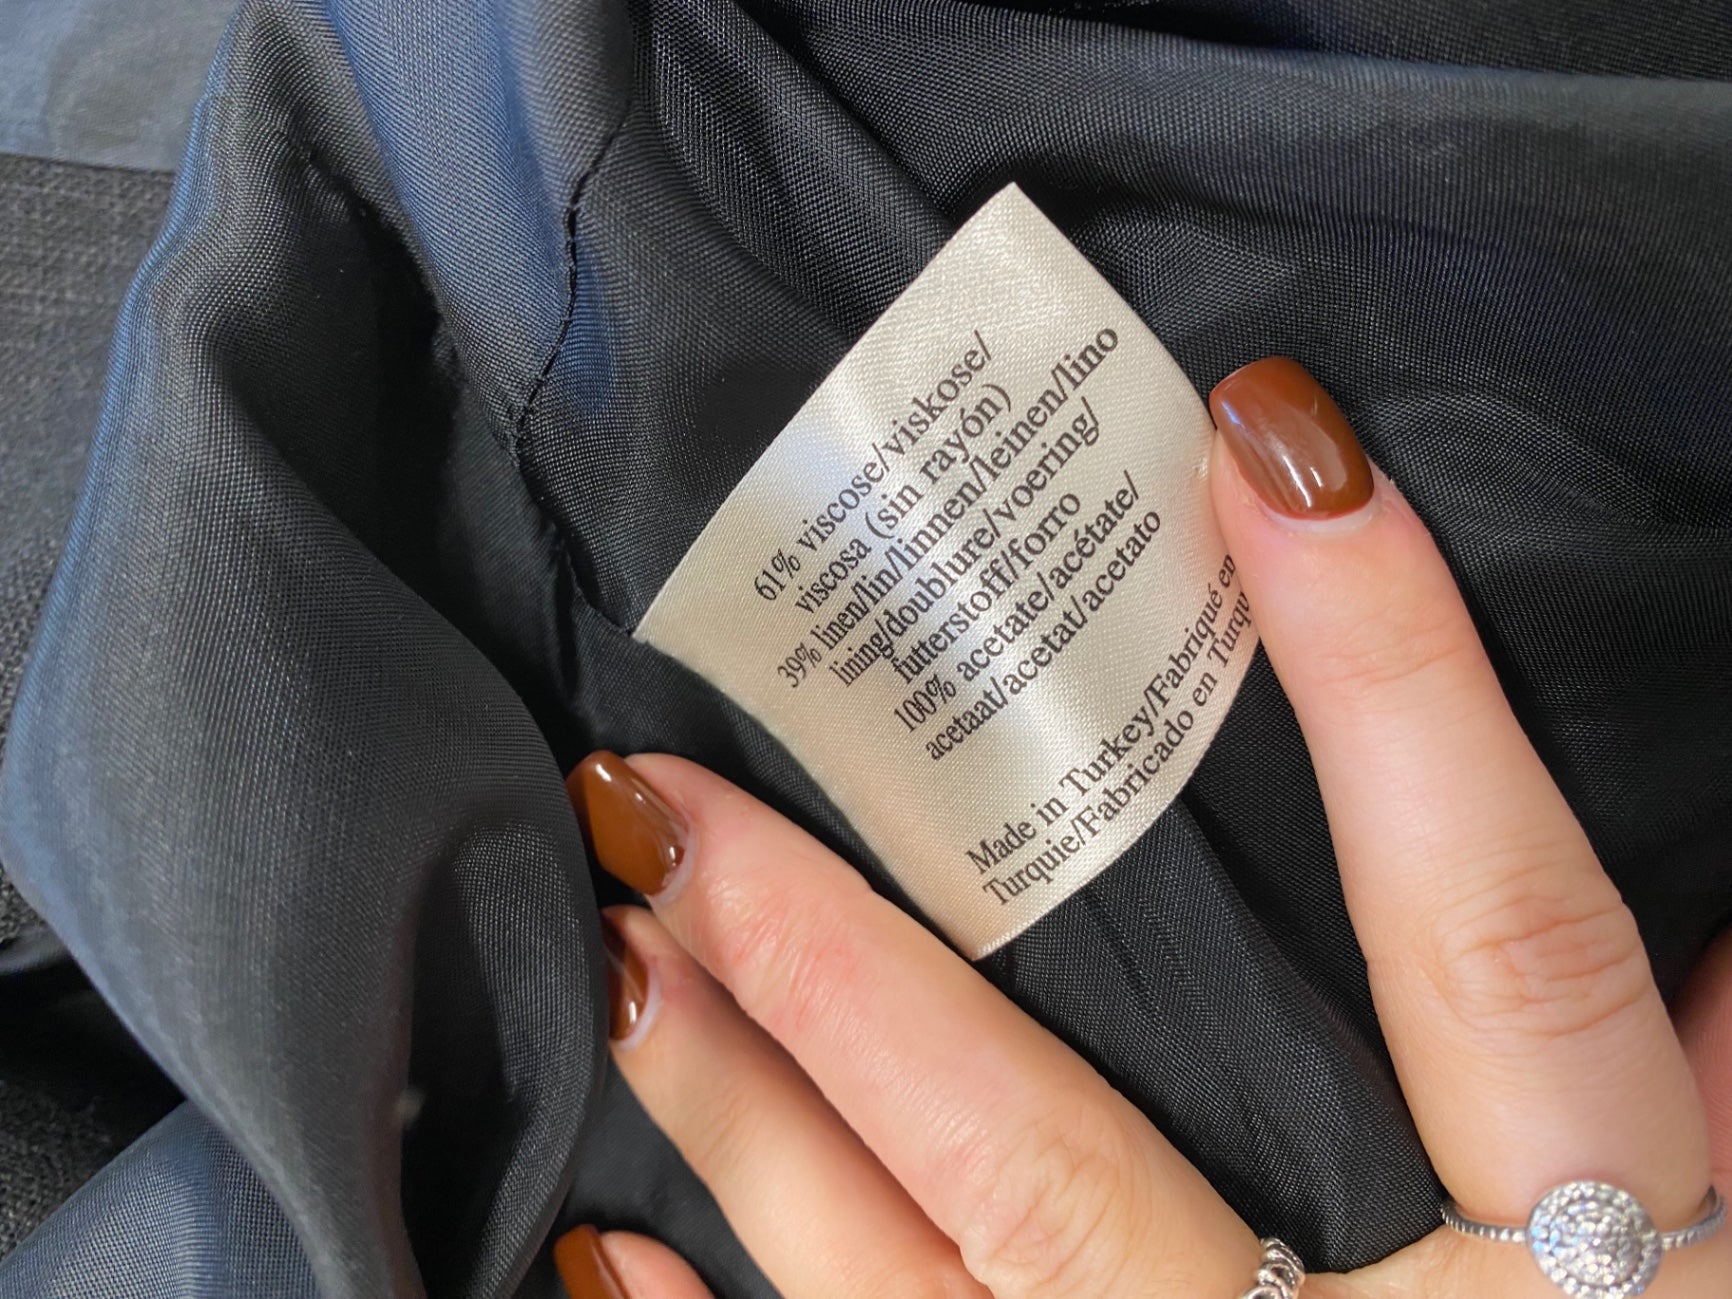 61% viscose/viskose/
viscosa (sin rayón)
39% linen/lin/linnen/leinen/lino
lining/doublure/voering/
futterstoff/forro
100% acetate/acétate/
acetaat/acetat/acetato
Made in Turkey/Fabriqué en
Turquie/Fabricado en